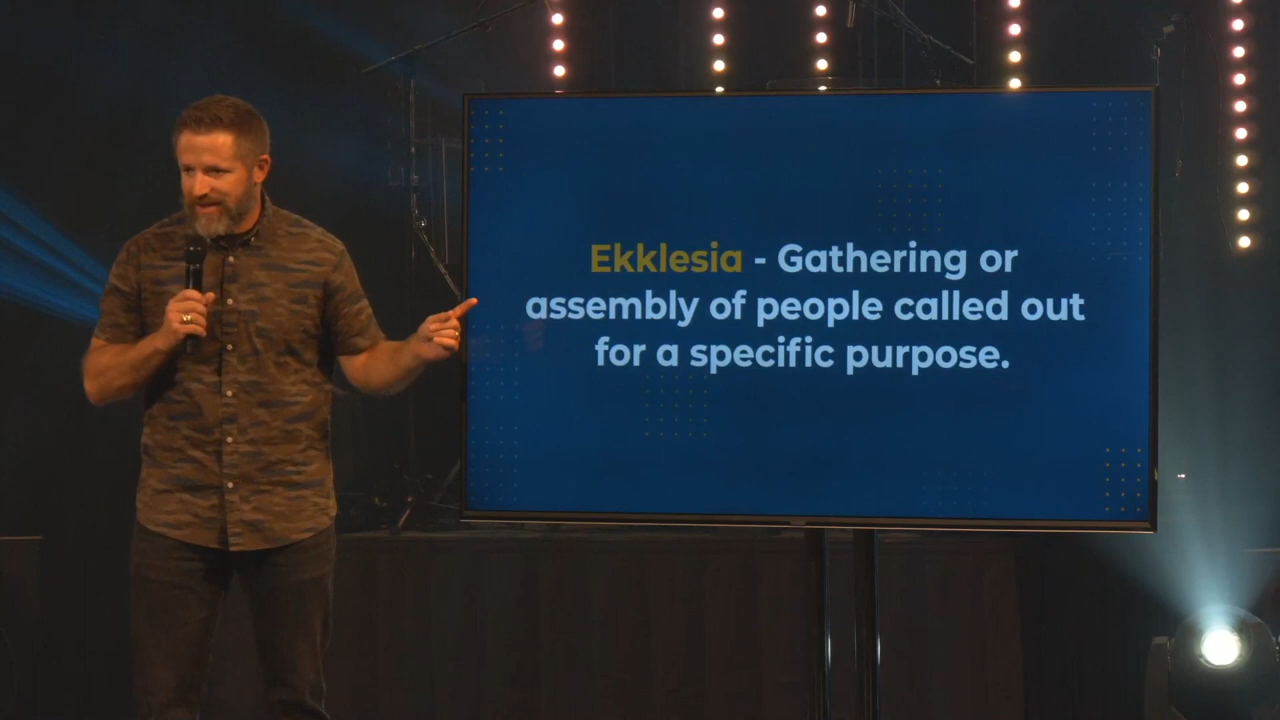 Ekklesia - Gathering or
assembly of people called out
for a specific purpose.